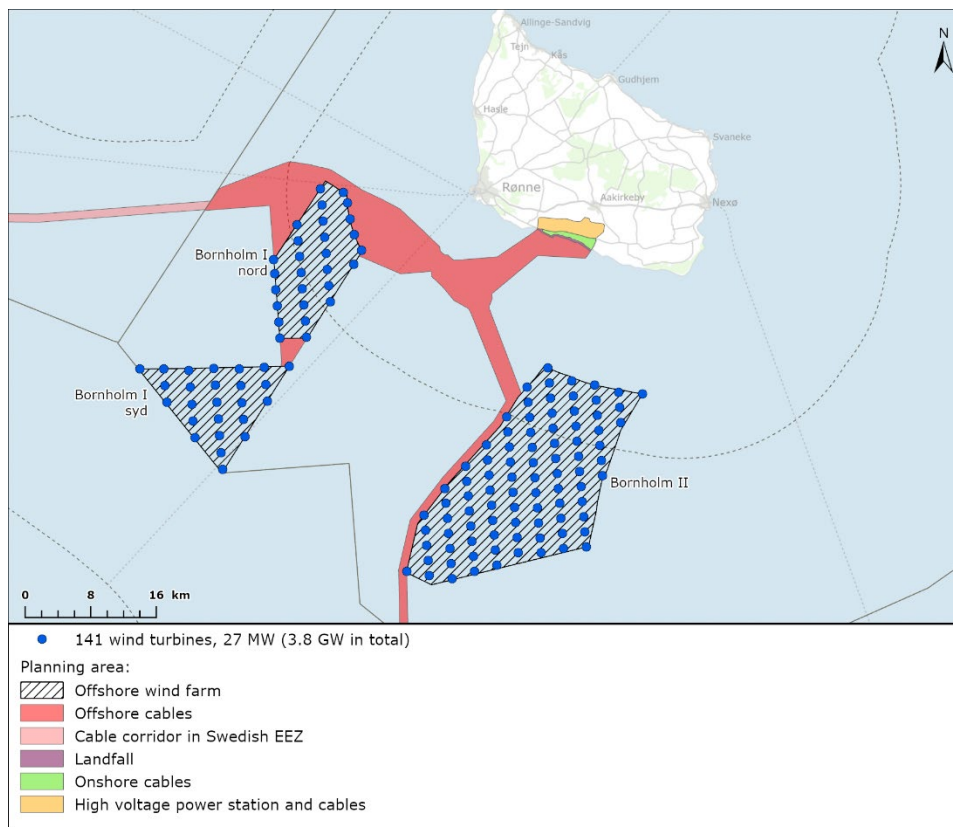 Allinge-Sandvig
N
Tejn
Kås
Gudhjem
Hasle
Svaneke
Rønne
Aakirkeby
Nexø
Bornholm I
nord
Bornholm I
syd
Bornholm II
0 8 16 km
141 wind turbines, 27 MW (3.8 GW in total)
Planning area:
Offshore wind farm
Offshore cables
Cable corridor in Swedish EEZ
Landfall
Onshore cables
High voltage power station and cables